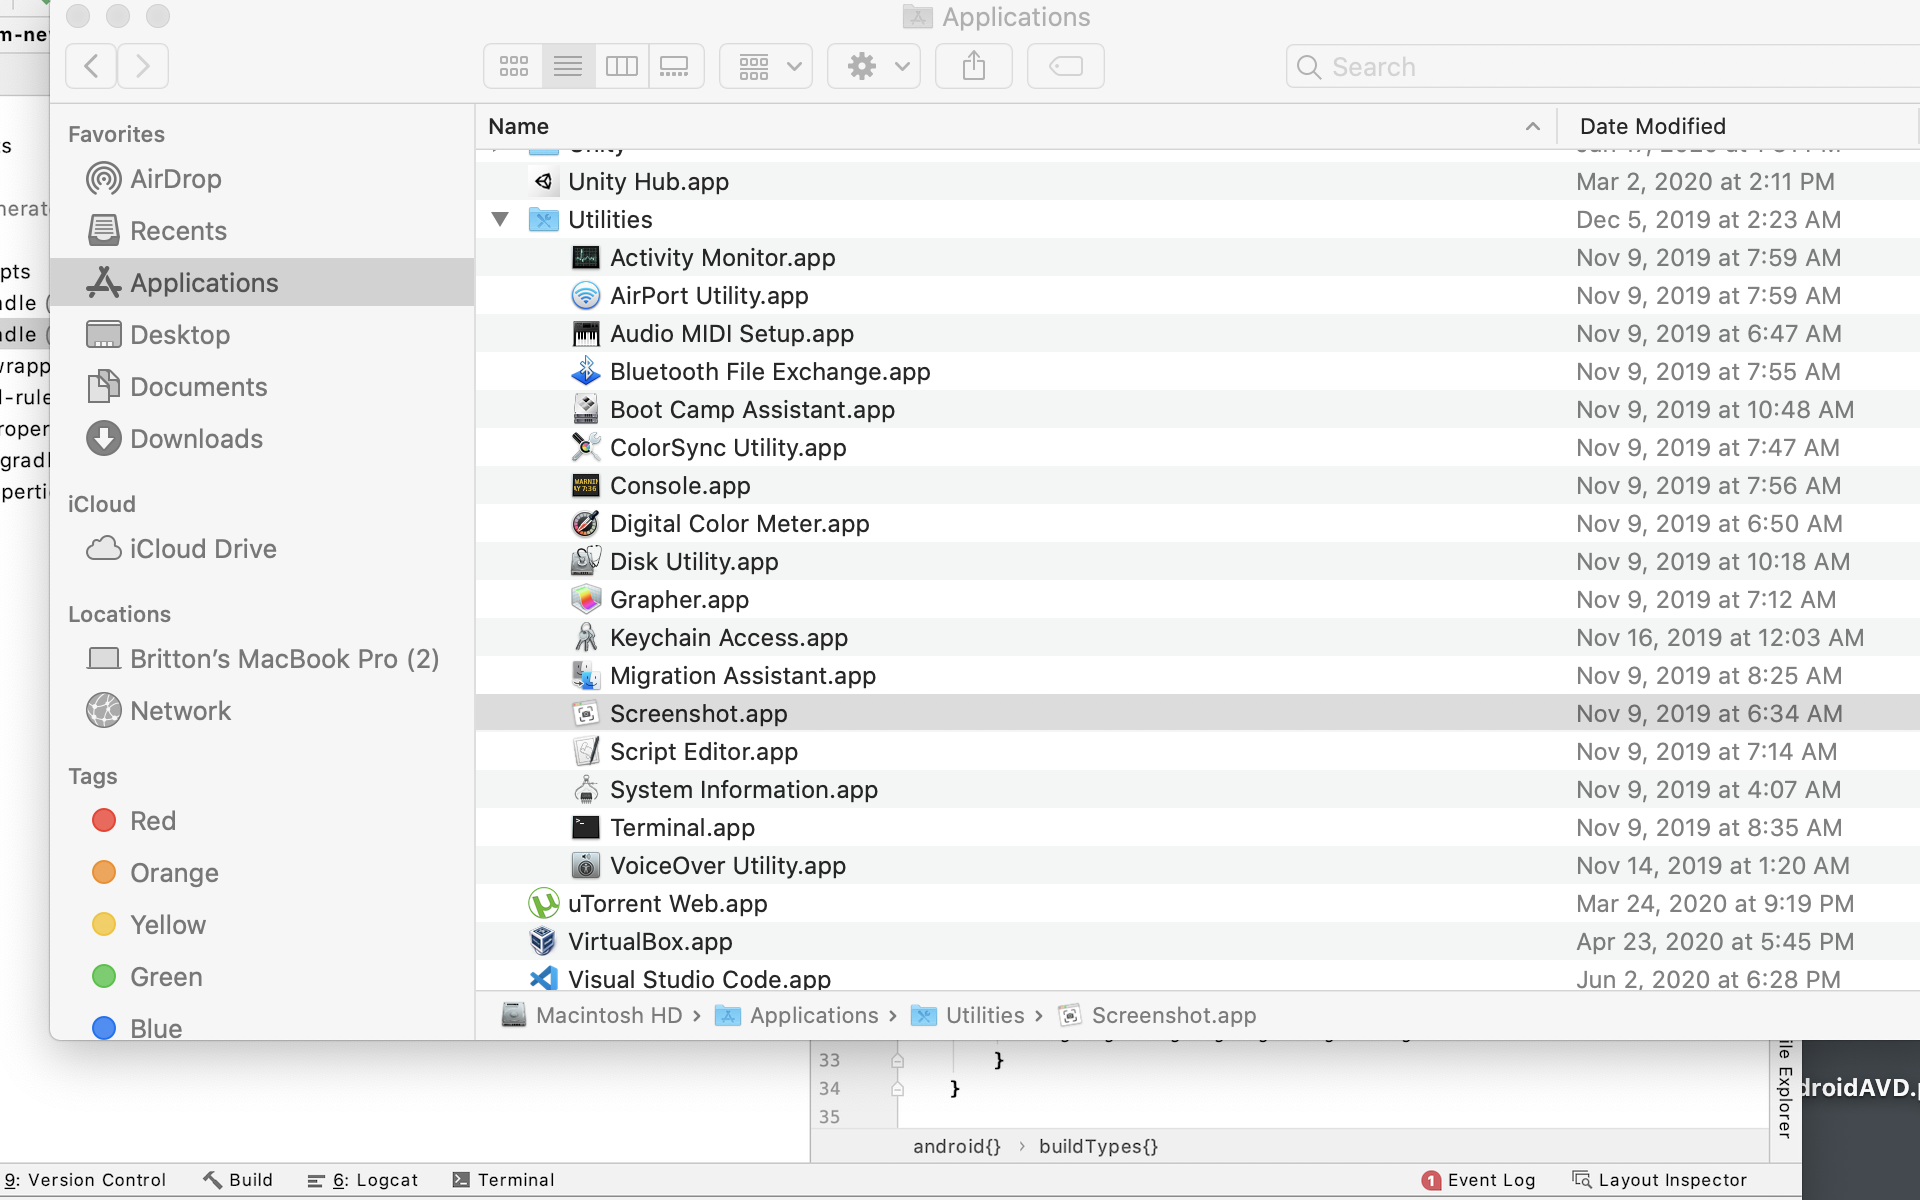 Applications
Search
Favorites
AirDrop
Recents
Applications
Desktop
Documents
Downloads
iCloud
iCloud Drive
Locations
Britton’s MacBook Pro (2)
Network
Tags
Red
Orange
Yellow
Green
Blue
Name Date Modified
Unity
Unity Hub.app Mar 2, 2020 at 2:11 PM
Utilities Dec 5, 2019 at 2:23 AM
Activity Monitor.app Nov 9, 2019 at 7:59 AM
AirPort Utility.app Nov 9, 2019 at 7:59 AM
Audio MIDI Setup.app Nov 9, 2019 at 6:47 AM
Bluetooth File Exchange.app Nov 9, 2019 at 7:55 AM
Boot Camp Assistant.app Nov 9, 2019 at 10:48 AM
ColorSync Utility.app Nov 9, 2019 at 7:47 AM
Console.app Nov 9, 2019 at 7:56 AM
Digital Color Meter.app Nov 9, 2019 at 6:50 AM
Disk Utility.app Nov 9, 2019 at 10:18 AM
Grapher.app Nov 9, 2019 at 7:12 AM
Keychain Access.app Nov 16, 2019 at 12:03 AM
Migration Assistant.app Nov 9, 2019 at 8:25 AM
Screenshot.app Nov 9, 2019 at 6:34 AM
Script Editor.app Nov 9, 2019 at 7:14 AM
System Information.app Nov 9, 2019 at 4:07 AM
Terminal.app Nov 9, 2019 at 8:35 AM
VoiceOver Utility.app Nov 14, 2019 at 1:20 AM
uTorrent Web.app Mar 24, 2020 at 9:19 PM
VirtualBox.app Apr 23, 2020 at 5:45 PM
Visual Studio Code.app Jun 2, 2020 at 6:28 PM
Macintosh HD › Applications › Utilities › Screenshot.app
m-ne
ts
nerat
pts
dle (
dle (
wrapp
d-rule
roper
gradl
perti
33 }
34 }
35
android{} › buildTypes{}
ile Explorer
droidAVD.p
9: Version Control Build 6: Logcat Terminal 1 Event Log Layout Inspector